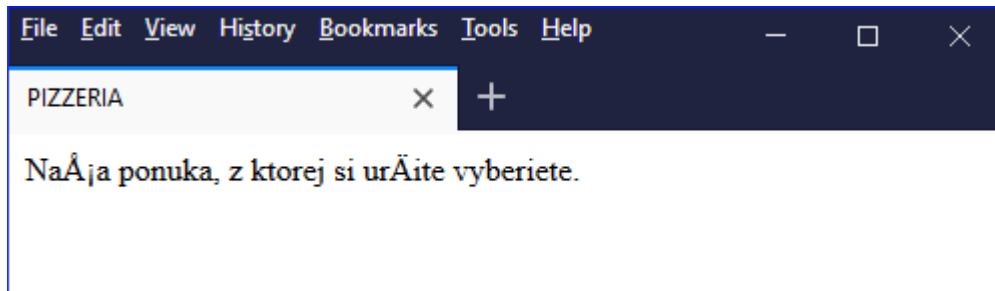 File Edit View History Bookmarks Tools Help
PIZZERIA
NaÅ¡a ponuka, z ktorej si urÄite vyberiete.